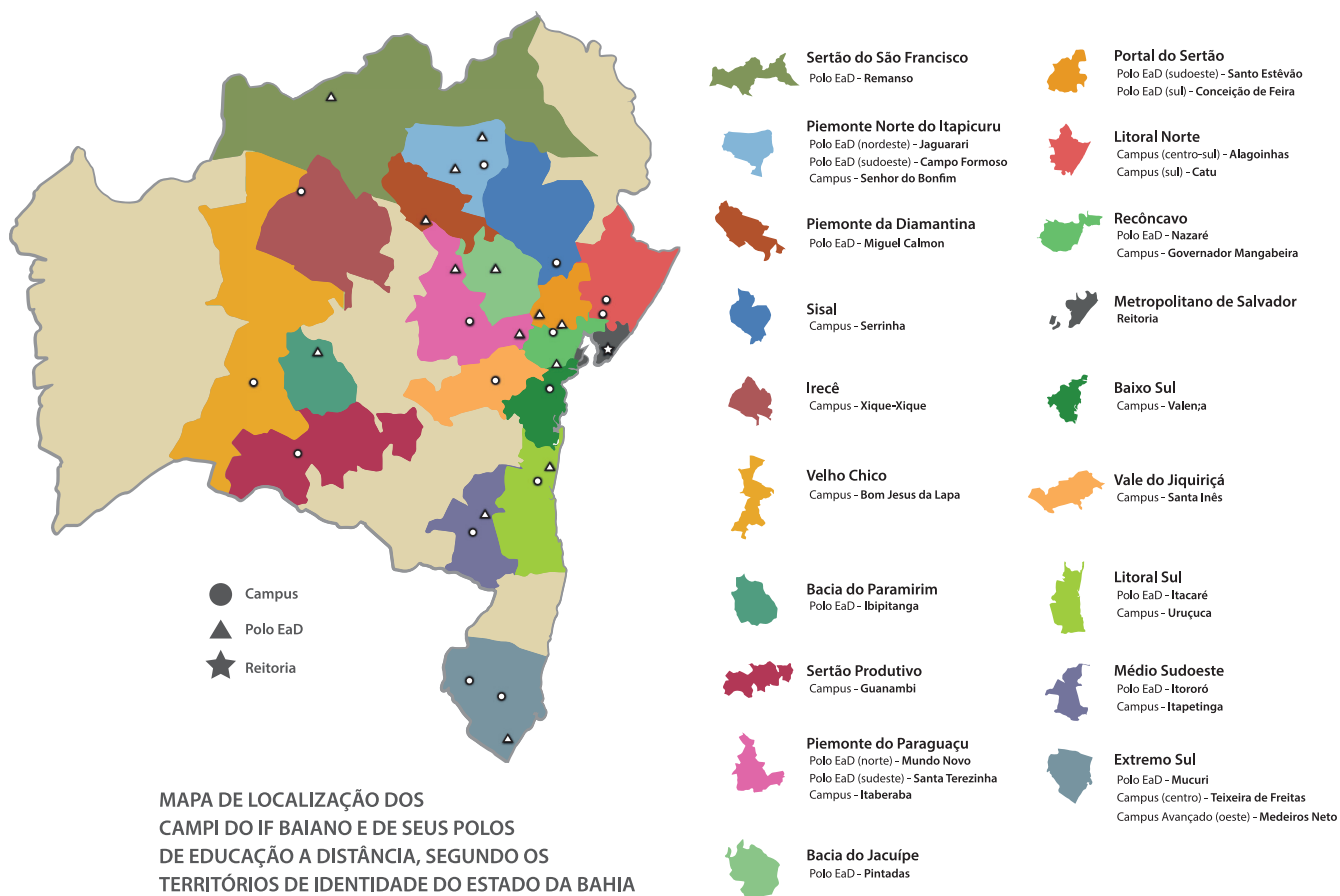 Campus
Polo EaD
Reitoria
MAPA DE LOCALIZAÇÃO DOS
CAMPI DO IF BAIANO E DE SEUS POLOS
DE EDUCAÇÃO A DISTÂNCIA, SEGUNDO OS
TERRITÓRIOS DE IDENTIDADE DO ESTADO DA BAHIA
Sertão do São Francisco
Polo EaD - Remanso
Piemonte Norte do Itapicuru
Polo EaD (nordeste) - Jaguarari
Polo EaD (sudoeste) - Campo Formoso
Campus - Senhor do Bonfim
Piemonte da Diamantina
Polo EaD - Miguel Calmon
Sisal
Campus - Serrinha
Irecê
Campus - Xique-Xique
Velho Chico
Campus - Bom Jesus da Lapa
Bacia do Paramirim
Polo EaD - Ibipitanga
Sertão Produtivo
Campus - Guanambi
Piemonte do Paraguaçu
Polo EaD (norte) - Mundo Novo
Polo EaD (sudeste) - Santa Terezinha
Campus - Itaberaba
Bacia do Jacuípe
Polo EaD - Pintadas
Portal do Sertão
Polo EaD (sudoeste) - Santo Estêvão
Polo EaD (sul) - Conceição de Feira
Litoral Norte
Campus (centro-sul) - Alagoinhas
Campus (sul) - Catu
Recôncavo
Polo EaD - Nazaré
Campus - Governador Mangabeira
Metropolitano de Salvador
Reitoria
Baixo Sul
Campus - Valen;a
Vale do Jiquiriçá
Campus - Santa Inês
Litoral Sul
Polo EaD - Itacaré
Campus - Uruçuca
Médio Sudoeste
Polo EaD - Itororó
Campus - Itapetinga
Extremo Sul
Polo EaD - Mucuri
Campus (centro) - Teixeira de Freitas
Campus Avançado (oeste) - Medeiros Neto